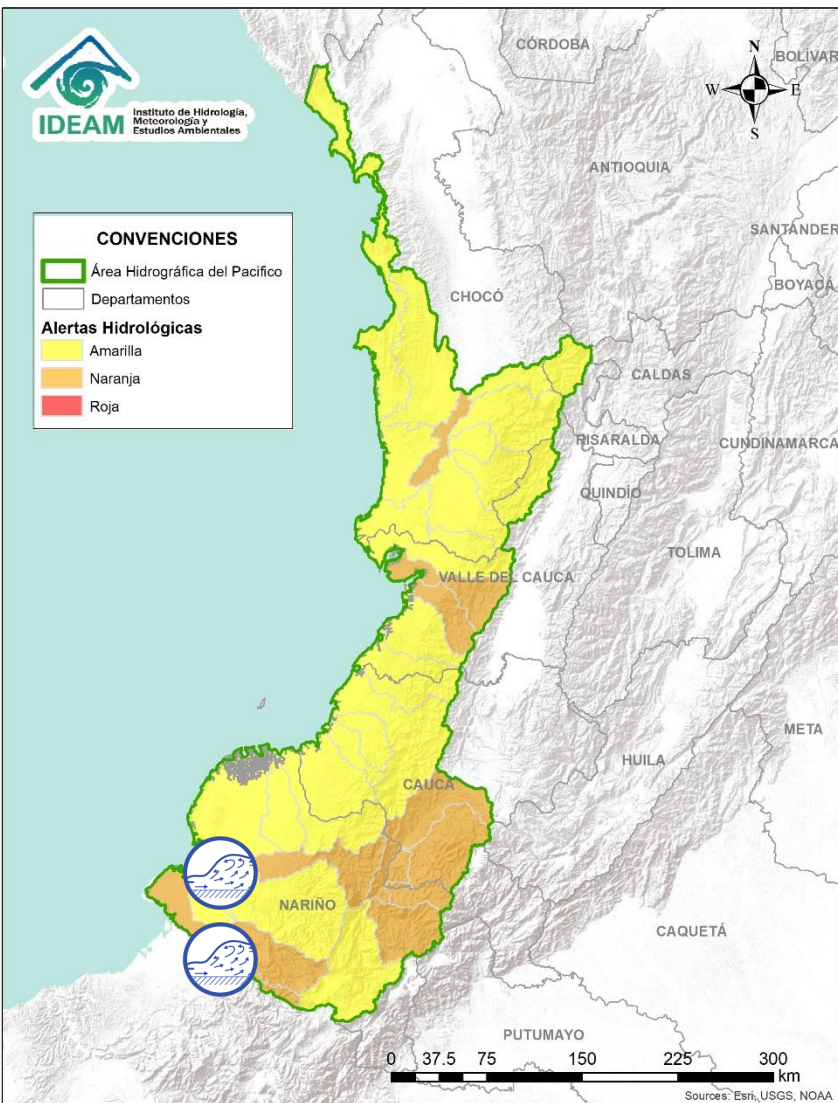 IDEAM
Instituto de Hidrología,
Meteorología y
Estudios Ambientales
CÓRDOBA
BOLÍVAR
N
W
E
S
ANTIOQUIA
SANTANDER
CONVENCIONES
Área Hidrográfica del Pacifico
Departamentos
Alertas Hidrológicas
Amarilla
Naranja
Roja
BOYACÁ
CHOCÓ
CALDAS
RISARALDA
CUNDINAMARCA
QUINDÍO
TOLIMA
VALLE DEL CAUCA
META
HUILA
CAUCA
NARIÑO
CAQUETÁ
PUTUMAYO
0 37.5 75 150 225 300
km
Sources: Esri, USGS, NOAA